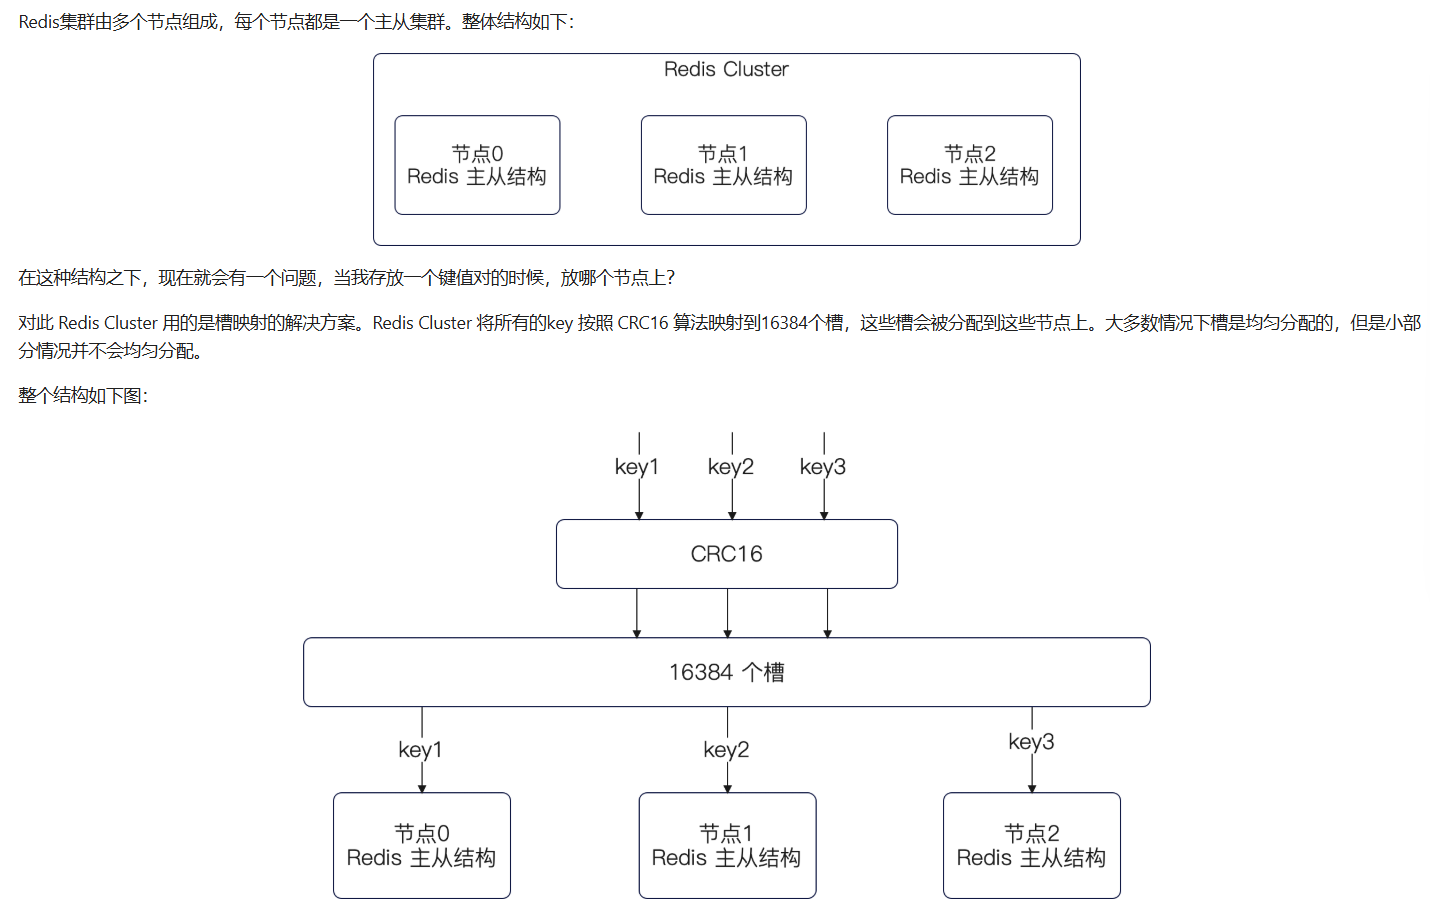 Redis集群由多个节点组成，每个节点都是一个主从集群。整体结构如下：
Redis Cluster
节点0
Redis 主从结构
节点1
Redis 主从结构
节点2
Redis 主从结构
在这种结构之下，现在就会有一个问题，当我存放一个键值对的时候，放哪个节点上？
对此 Redis Cluster 用的是槽映射的解决方案。Redis Cluster 将所有的key 按照 CRC16 算法映射到16384个槽，这些槽会被分配到这些节点上。大多数情况下槽是均匀分配的，但是小部
分情况并不会均匀分配。
整个结构如下图：
key1 key2 key3
CRC16
16384 个槽
key1 key2 key3
节点0
Redis 主从结构
节点1
Redis 主从结构
节点2
Redis 主从结构